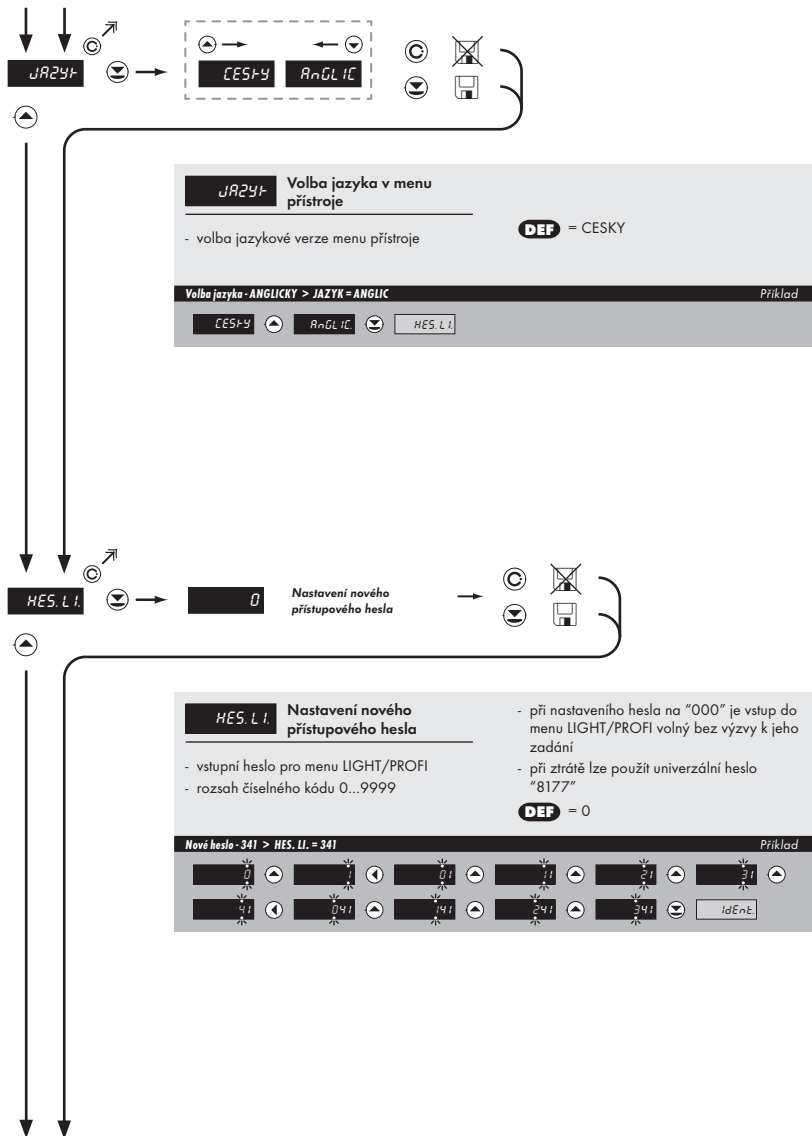 JAZYK
CESKY ANGLIC
JAZYK Volba jazyka v menu
přístroje
- volba jazykové verze menu přístroje
DEF = CESKY
Volba jazyka - ANGLICKY > JAZYK = ANGLIC Příklad
CESKY ANGLIC. HES. LI.
HES. LI. 0 Nastavení nového
přístupového hesla
HES. LI. Nastavení nového
přístupového hesla
- vstupní heslo pro menu LIGHT/PROFI
- rozsah číselného kódu 0...9999
- při nastaveního hesla na "000" je vstup do
menu LIGHT/PROFI volný bez výzvy k jeho
zadání
- při ztrátě lze použít univerzální heslo
"8177"
DEF = 0
Nové heslo - 341 > HES. LI. = 341 Příklad
0 1 01 11 21 31
41 041 141 241 341 IdEnt.